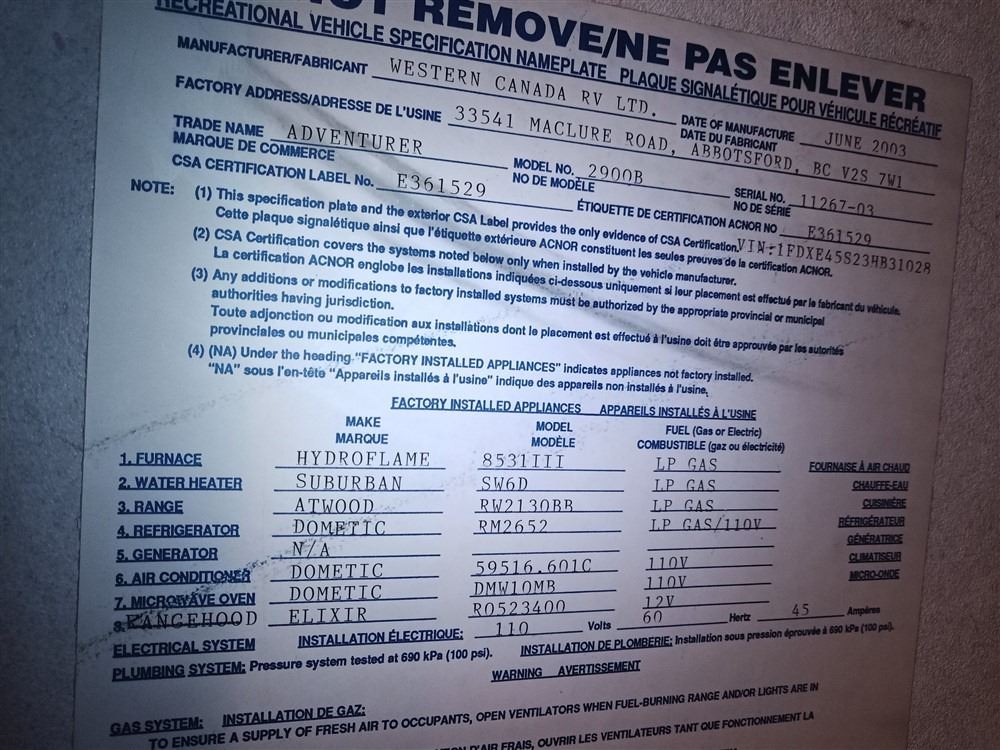 NOT REMOVE/NE PAS ENLEVER
RECREATIONAL VEHICLE SPECIFICATION NAMEPLATE PLAQUE SIGNALÉTIQUE POUR VÉHICULE RÉCRÉATIF
MANUFACTURER/FABRICANT WESTERN CANADA RV LTD. DATE OF MANUFACTURE DATE DU FABRICANT JUNE 2003
FACTORY ADDRESS/ADRESSE DE L'USINE 33541 MACLURE ROAD, ABBOTSFORD, BC V2S 7W1
TRADE NAME ADVENTURER MODEL NO. 2900B SERIAL NO. 11267-03
MARQUE DE COMMERCE NO DE MODÈLE NO DE SÉRIE
CSA CERTIFICATION LABEL No. E361529 ÉTIQUETTE DE CERTIFICATION ACNOR NO E361529
NOTE: (1) This specification plate and the exterior CSA Label provides the only evidence of CSA Certification. VIN:1FDXE45S23HB31028
Cette plaque signalétique ainsi que l'étiquette extérieure ACNOR constituent les seules preuves de la certification ACNOR.
(2) CSA Certification covers the systems noted below only when installed by the vehicle manufacturer.
La certification ACNOR englobe les installations indiquées ci-dessous uniquement si leur placement est effectué par le fabricant du véhicule.
(3) Any additions or modifications to factory installed systems must be authorized by the appropriate provincial or municipal
authorities having jurisdiction.
Toute adjonction ou modification aux installations dont le placement est effectué à l'usine doit être approuvée par les autorités
provinciales ou municipales compétentes.
(4) (NA) Under the heading "FACTORY INSTALLED APPLIANCES" indicates appliances not factory installed.
"NA" sous l'en-tête "Appareils installés à l'usine" indique des appareils non installés à l'usine.
FACTORY INSTALLED APPLIANCES APPAREILS INSTALLÉS À L'USINE
MAKE MODEL FUEL (Gas or Electric)
MARQUE MODÈLE COMBUSTIBLE (gaz ou électricité)
1. FURNACE HYDROFLAME 8531III LP GAS FOURNAISE À AIR CHAUD
2. WATER HEATER SUBURBAN SW6D LP GAS CHAUFFE-EAU
3. RANGE ATWOOD RW2130BB LP GAS CUISINIÈRE
4. REFRIGERATOR DOMETIC RM2652 LP GAS/110V RÉFRIGÉRATEUR
5. GENERATOR N/A GÉNÉRATRICE
6. AIR CONDITIONER DOMETIC 59516.601C 110V CLIMATISEUR
7. MICROWAVE OVEN DOMETIC DMW10MB 110V MICRO-ONDE
8. RANGEHOOD ELIXIR R0523400 12V
ELECTRICAL SYSTEM INSTALLATION ÉLECTRIQUE: 110 Volts 60 Hertz 45 Ampères
PLUMBING SYSTEM: Pressure system tested at 690 kPa (100 psi). INSTALLATION DE PLOMBERIE: Installation sous pression éprouvée à 690 kPa (100 psi).
WARNING AVERTISSEMENT
GAS SYSTEM: INSTALLATION DE GAZ:
TO ENSURE A SUPPLY OF FRESH AIR TO OCCUPANTS, OPEN VENTILATORS WHEN FUEL-BURNING RANGE AND/OR LIGHTS ARE IN
D'AIR FRAIS, OUVRIR LES VENTILATEURS TANT QUE FONCTIONNEMENT LA